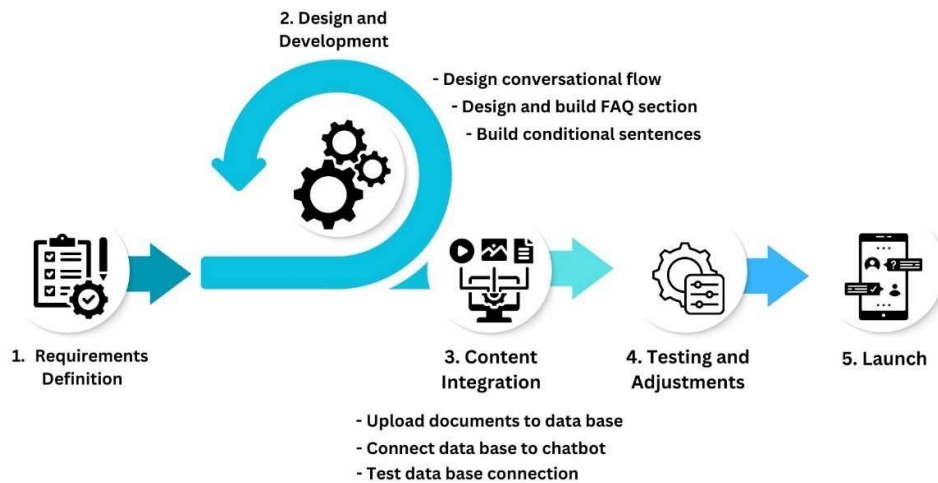 2. Design and
Development
- Design conversational flow
- Design and build FAQ section
- Build conditional sentences
1. Requirements
Definition
3. Content
Integration
4. Testing and
Adjustments
5. Launch
- Upload documents to data base
- Connect data base to chatbot
- Test data base connection